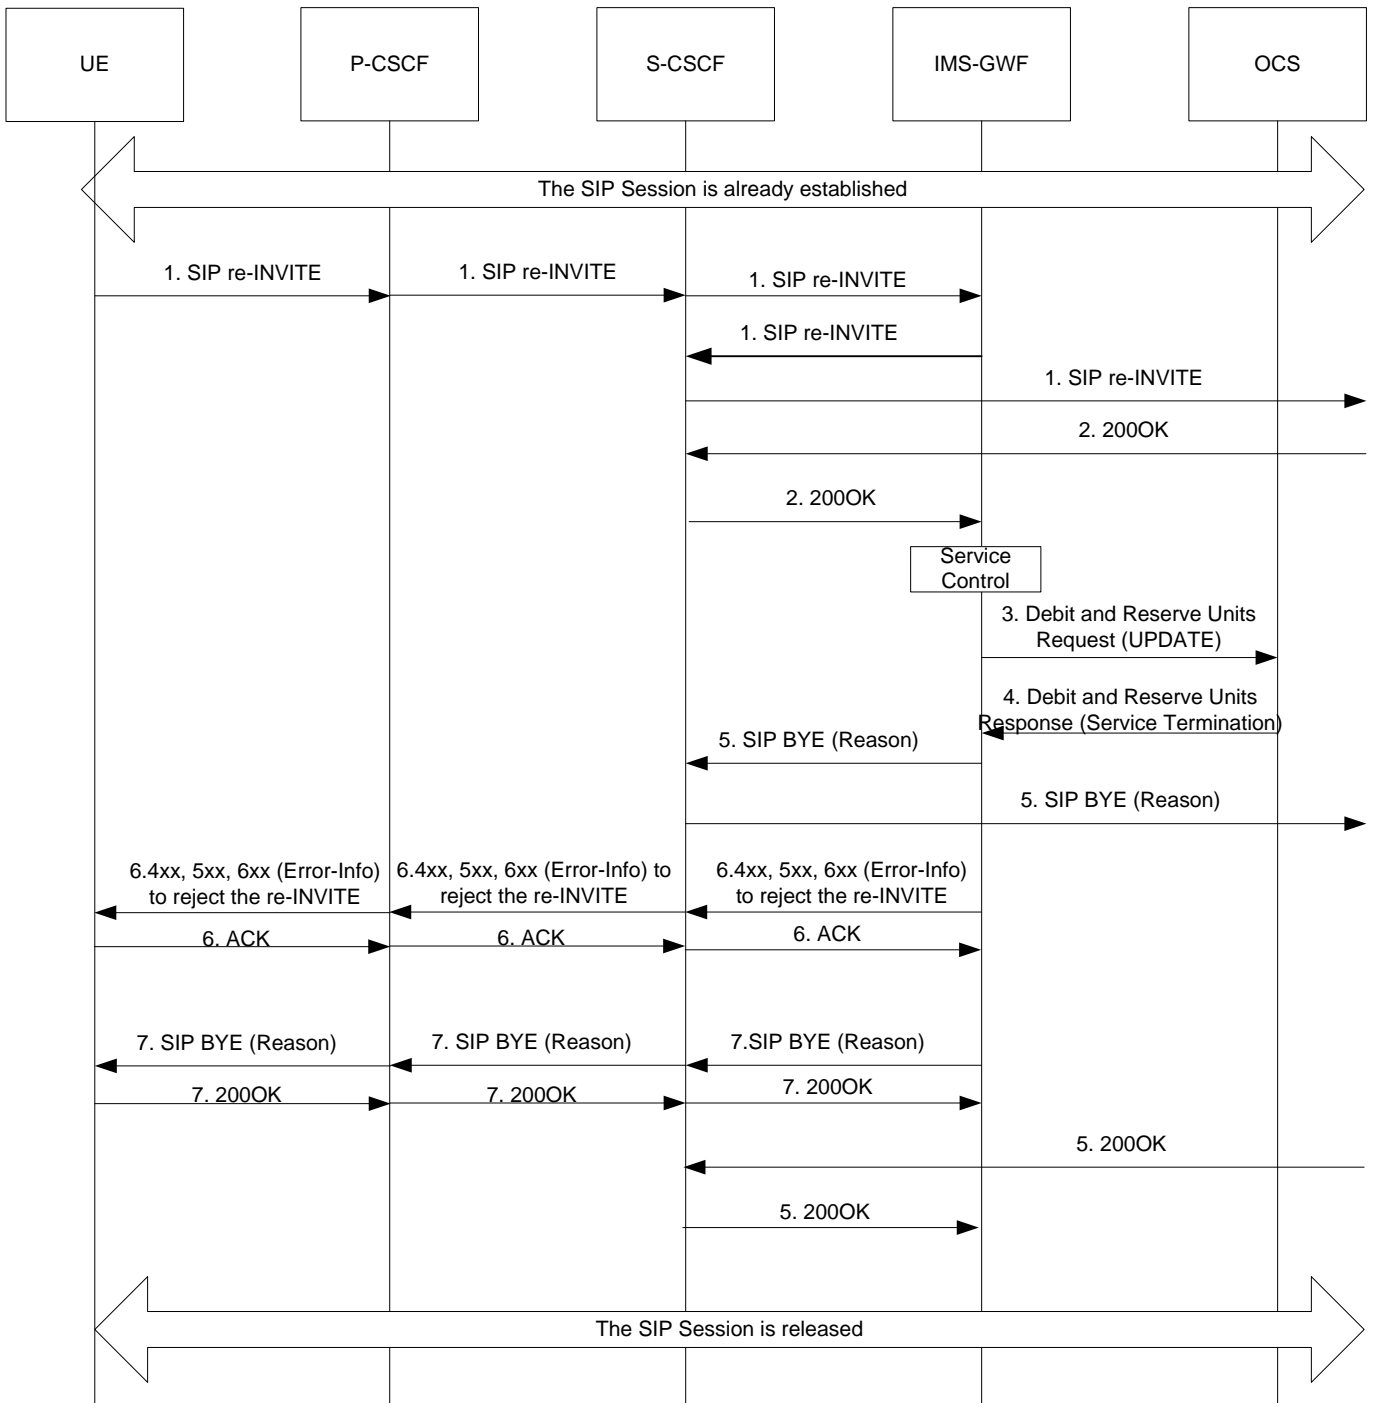 UE
P-CSCF
S-CSCF
IMS-GWF
OCS
The SIP Session is already established
1. SIP re-INVITE
1. SIP re-INVITE
1. SIP re-INVITE
1. SIP re-INVITE
1. SIP re-INVITE
2. 200OK
2. 200OK
Service
Control
3. Debit and Reserve Units
Request (UPDATE)
4. Debit and Reserve Units
Response (Service Termination)
5. SIP BYE (Reason)
5. SIP BYE (Reason)
6.4xx, 5xx, 6xx (Error-Info)
to reject the re-INVITE
6.4xx, 5xx, 6xx (Error-Info) to
reject the re-INVITE
6.4xx, 5xx, 6xx (Error-Info)
to reject the re-INVITE
6. ACK
6. ACK
6. ACK
7. SIP BYE (Reason)
7. SIP BYE (Reason)
7.SIP BYE (Reason)
7. 200OK
7. 200OK
7. 200OK
5. 200OK
5. 200OK
The SIP Session is released